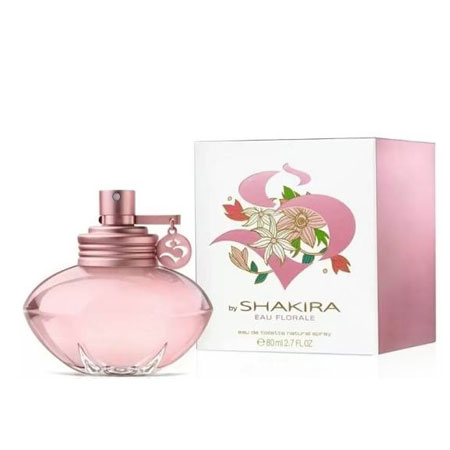 by SHAKIRA
EAU FLORALE
eau de toilette natural spray
℮ 80 ml 2.7 FL.OZ